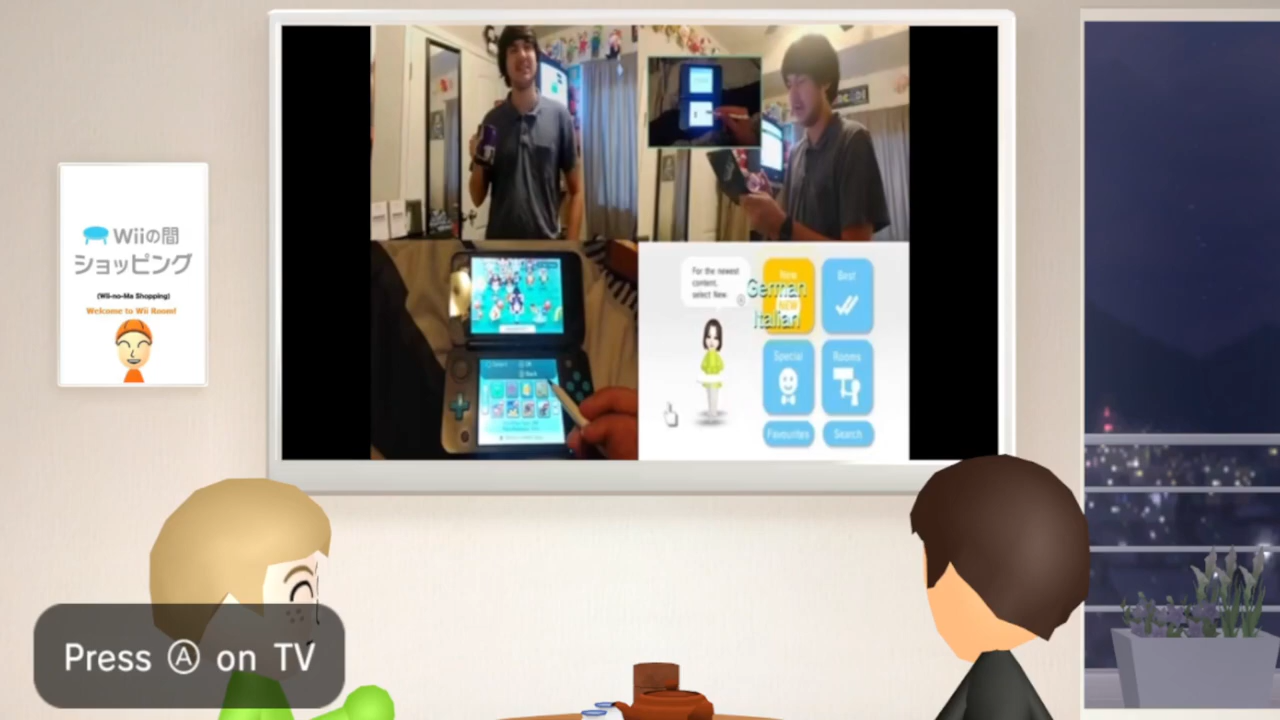 Wiiの間
ショッピング
(Wii-no-Ma Shopping)
Welcome to Wii Room!
For the newest
content,
select New.
New
NEW
Best
German
Italian
Special
Rooms
Favourites
Search
Press Ⓐ on TV